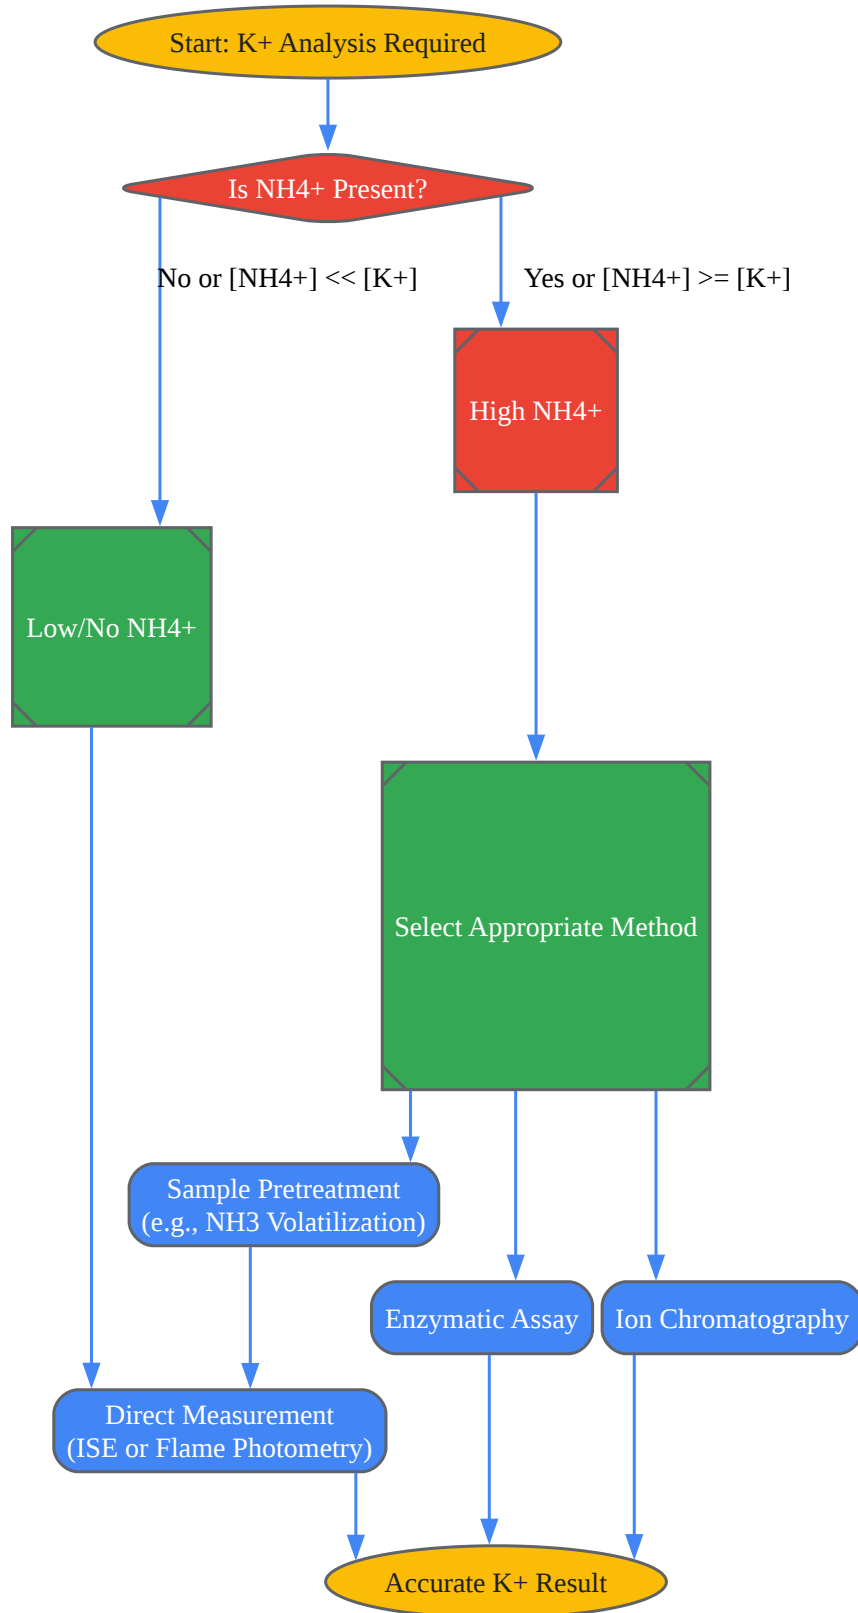 Start: K+ Analysis Required
Is NH4+ Present?
No or [NH4+] << [K+]
Yes or [NH4+] >= [K+]
High NH4+
Low/No NH4+
Select Appropriate Method
Sample Pretreatment
(e.g., NH3 Volatilization)
Enzymatic Assay
Ion Chromatography
Direct Measurement
(ISE or Flame Photometry)
Accurate K+ Result